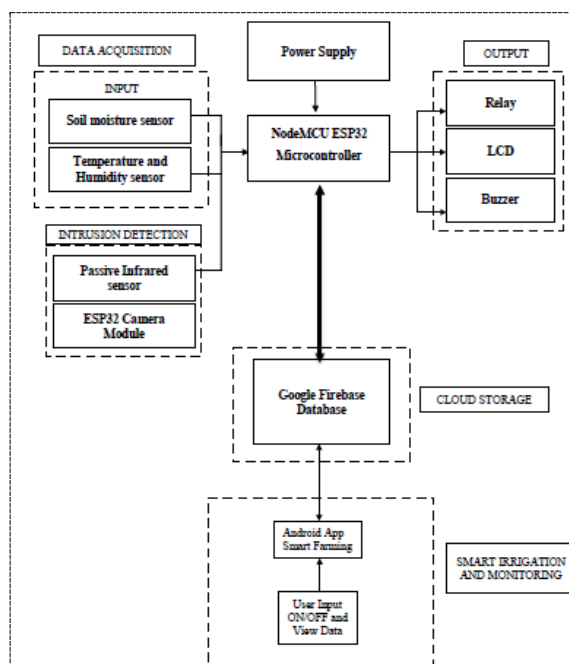 DATA ACQUISITION
INPUT
Soil moisture sensor
Temperature and
Humidity sensor
INTRUSION DETECTION
Passive Infrared
sensor
ESP32 Camera
Module
Power Supply
NodeMCU ESP32
Microcontroller
OUTPUT
Relay
LCD
Buzzer
Google Firebase
Database
CLOUD STORAGE
Android App
Smart Farming
User Input
ON/OFF and
View Data
SMART IRRIGATION
AND MONITORING